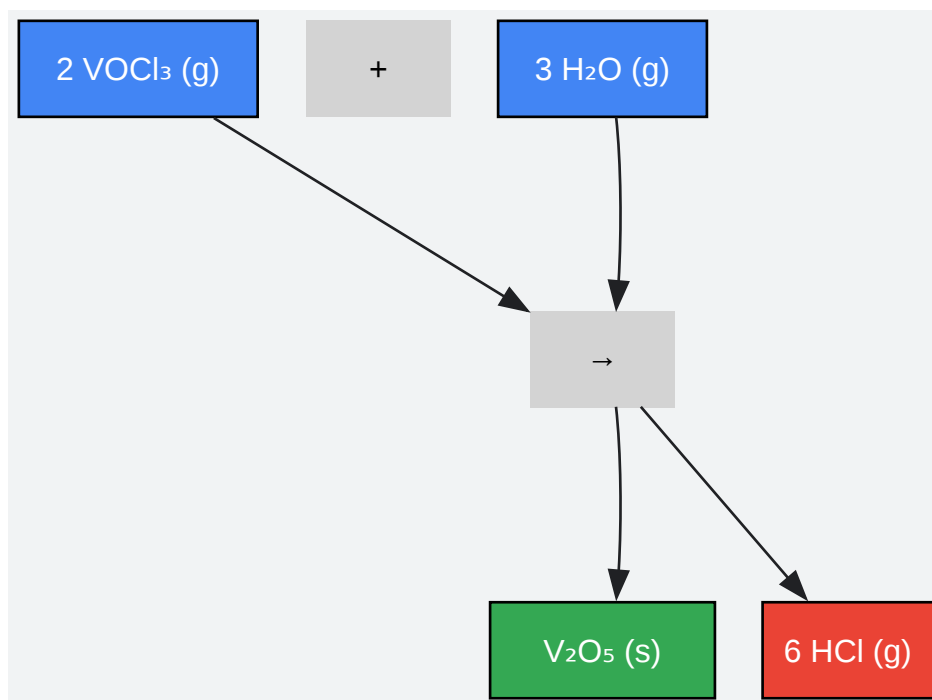 2 VOCl₃ (g)
+
3 H₂O (g)
→
V₂O₅ (s)
6 HCl (g)